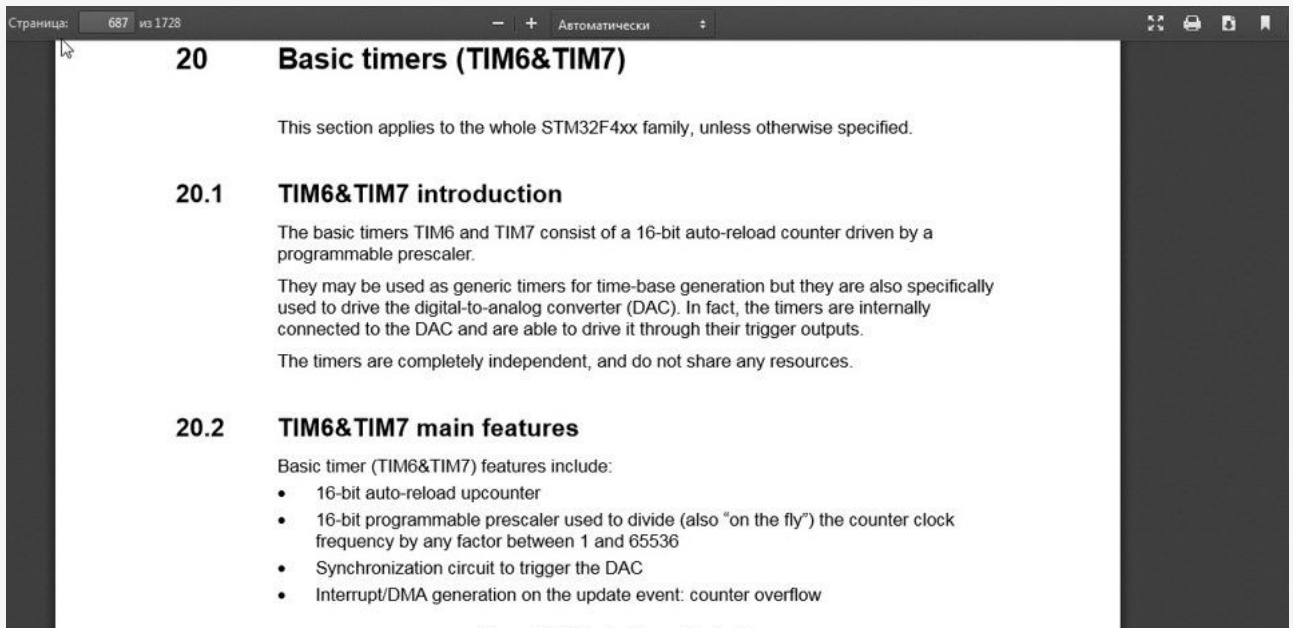 Страница: 687 из 1728 Автоматически
20 Basic timers (TIM6&TIM7)
This section applies to the whole STM32F4xx family, unless otherwise specified.
20.1 TIM6&TIM7 introduction
The basic timers TIM6 and TIM7 consist of a 16-bit auto-reload counter driven by a
programmable prescaler.
They may be used as generic timers for time-base generation but they are also specifically
used to drive the digital-to-analog converter (DAC). In fact, the timers are internally
connected to the DAC and are able to drive it through their trigger outputs.
The timers are completely independent, and do not share any resources.
20.2 TIM6&TIM7 main features
Basic timer (TIM6&TIM7) features include:
• 16-bit auto-reload upcounter
• 16-bit programmable prescaler used to divide (also “on the fly”) the counter clock
frequency by any factor between 1 and 65536
• Synchronization circuit to trigger the DAC
• Interrupt/DMA generation on the update event: counter overflow